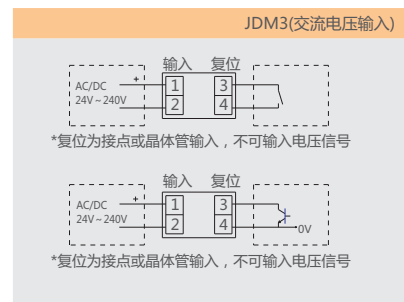 JDM3(交流电压输入)
输入 复位
AC/DC + 1 3
24V~240V 2 4
*复位为接点或晶体管输入，不可输入电压信号
输入 复位
AC/DC + 1 3
24V~240V 2 4 0V
*复位为接点或晶体管输入，不可输入电压信号